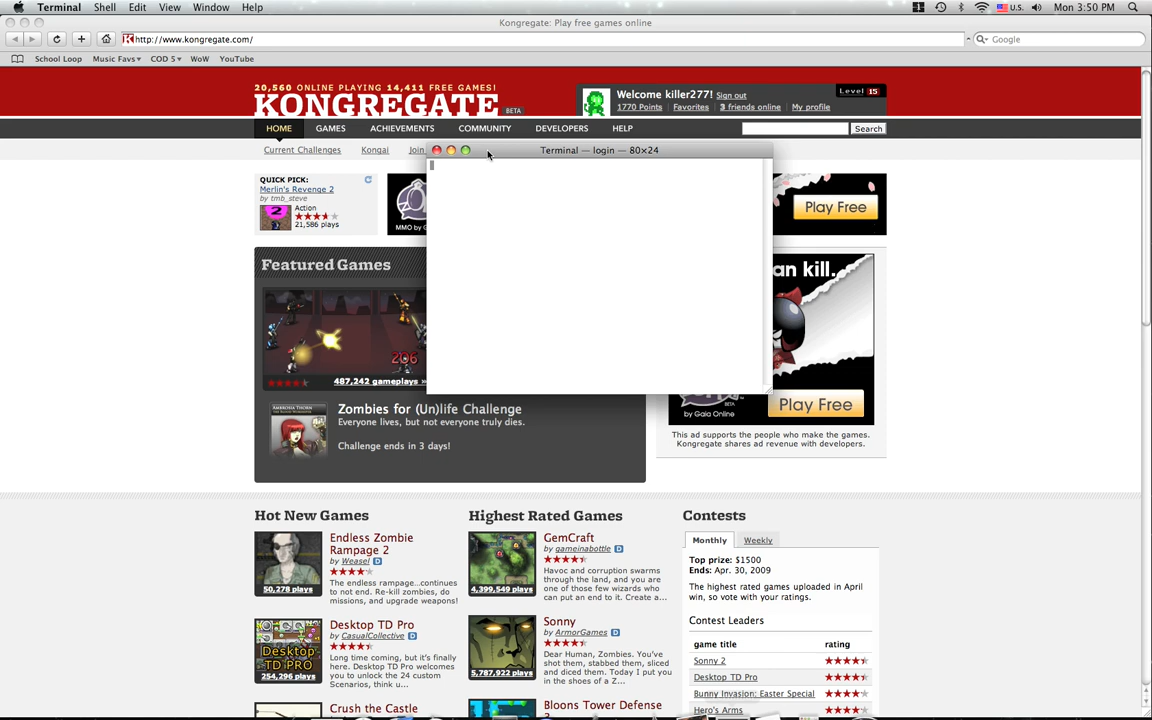 Terminal Shell Edit View Window Help U.S. Mon 3:50 PM
Kongregate: Play free games online
http://www.kongregate.com/ Google
School Loop Music Favs COD 5 WoW YouTube
20,560 ONLINE PLAYING 14,411 FREE GAMES!
KONGREGATE BETA
Welcome killer277! Sign out Level 15
1770 Points Favorites 3 friends online My profile
HOME GAMES ACHIEVEMENTS COMMUNITY DEVELOPERS HELP Search
Current Challenges Kongai Join
Terminal — login — 80×24
QUICK PICK:
Merlin's Revenge 2
by tmb_steve
2 Action
21,586 plays
MMO by G
Play Free
Featured Games
206
487,242 gameplays »
AMBROSIA THORN
Zombies for (Un)life Challenge
Everyone lives, but not everyone truly dies.
Challenge ends in 3 days!
an kill.
BETA
by Gaia Online
Play Free
This ad supports the people who make the games.
Kongregate shares ad revenue with developers.
Hot New Games
Endless Zombie
Rampage 2
by Weasel D
50,278 plays
The endless rampage...continues
to not end. Re-kill zombies, do
missions, and upgrade weapons!
Desktop TD Pro
by CasualCollective D
Desktop
TD PRO
254,296 plays
Long time coming, but it's finally
here. Desktop TD Pro welcomes
you to unlock the 24 custom
Scenarios, think u...
Crush the Castle
Highest Rated Games
GemCraft
by gameinabottle D
4,399,549 plays
Havoc and corruption swarms
through the land, and you are
one of those few wizards who
can put an end to it. Create a...
Sonny
by ArmorGames D
5,787,922 plays
Dear Human, Zombies. You've
shot them, stabbed them, sliced
and diced them. Today I put you
in the shoes of a Z...
Bloons Tower Defense
3
Contests
Monthly Weekly
Top prize: $1500
Ends: Apr. 30, 2009
The highest rated games uploaded in April
win, so vote with your ratings.
Contest Leaders
game title rating
Sonny 2
Desktop TD Pro
Bunny Invasion: Easter Special
Hero's Arms